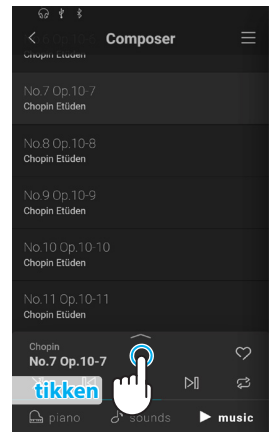 Composer
Chopin Etüden
No.7 Op.10-7
Chopin Etüden
No.8 Op.10-8
Chopin Etüden
No.9 Op.10-9
Chopin Etüden
No.10 Op.10-10
Chopin Etüden
No.11 Op.10-11
Chopin Etüden
Chopin
No.7 Op.10-7
tikken
piano
sounds
music